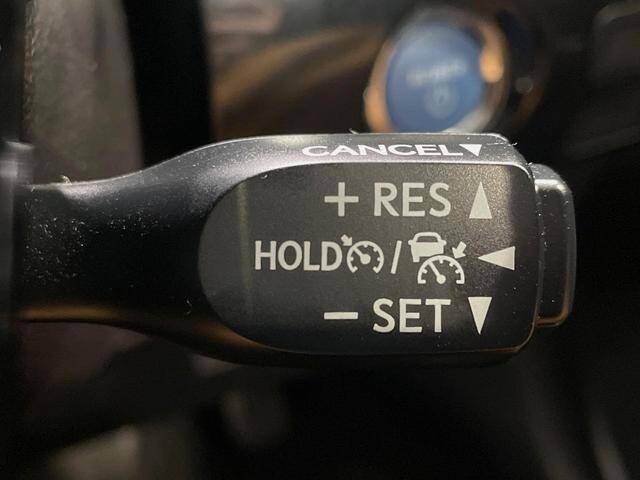 CANCEL▼
+ RES ▲
HOLD / ◀
− SET ▼